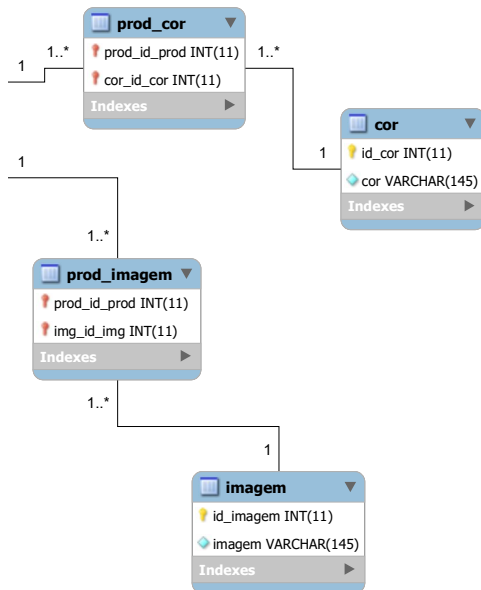 prod_cor
1
1..*
prod_id_prod INT(11)
1..*
cor_id_cor INT(11)
Indexes
cor
1
id_cor INT(11)
cor VARCHAR(145)
Indexes
1
1..*
prod_imagem
prod_id_prod INT(11)
img_id_img INT(11)
Indexes
1..*
1
imagem
id_imagem INT(11)
imagem VARCHAR(145)
Indexes